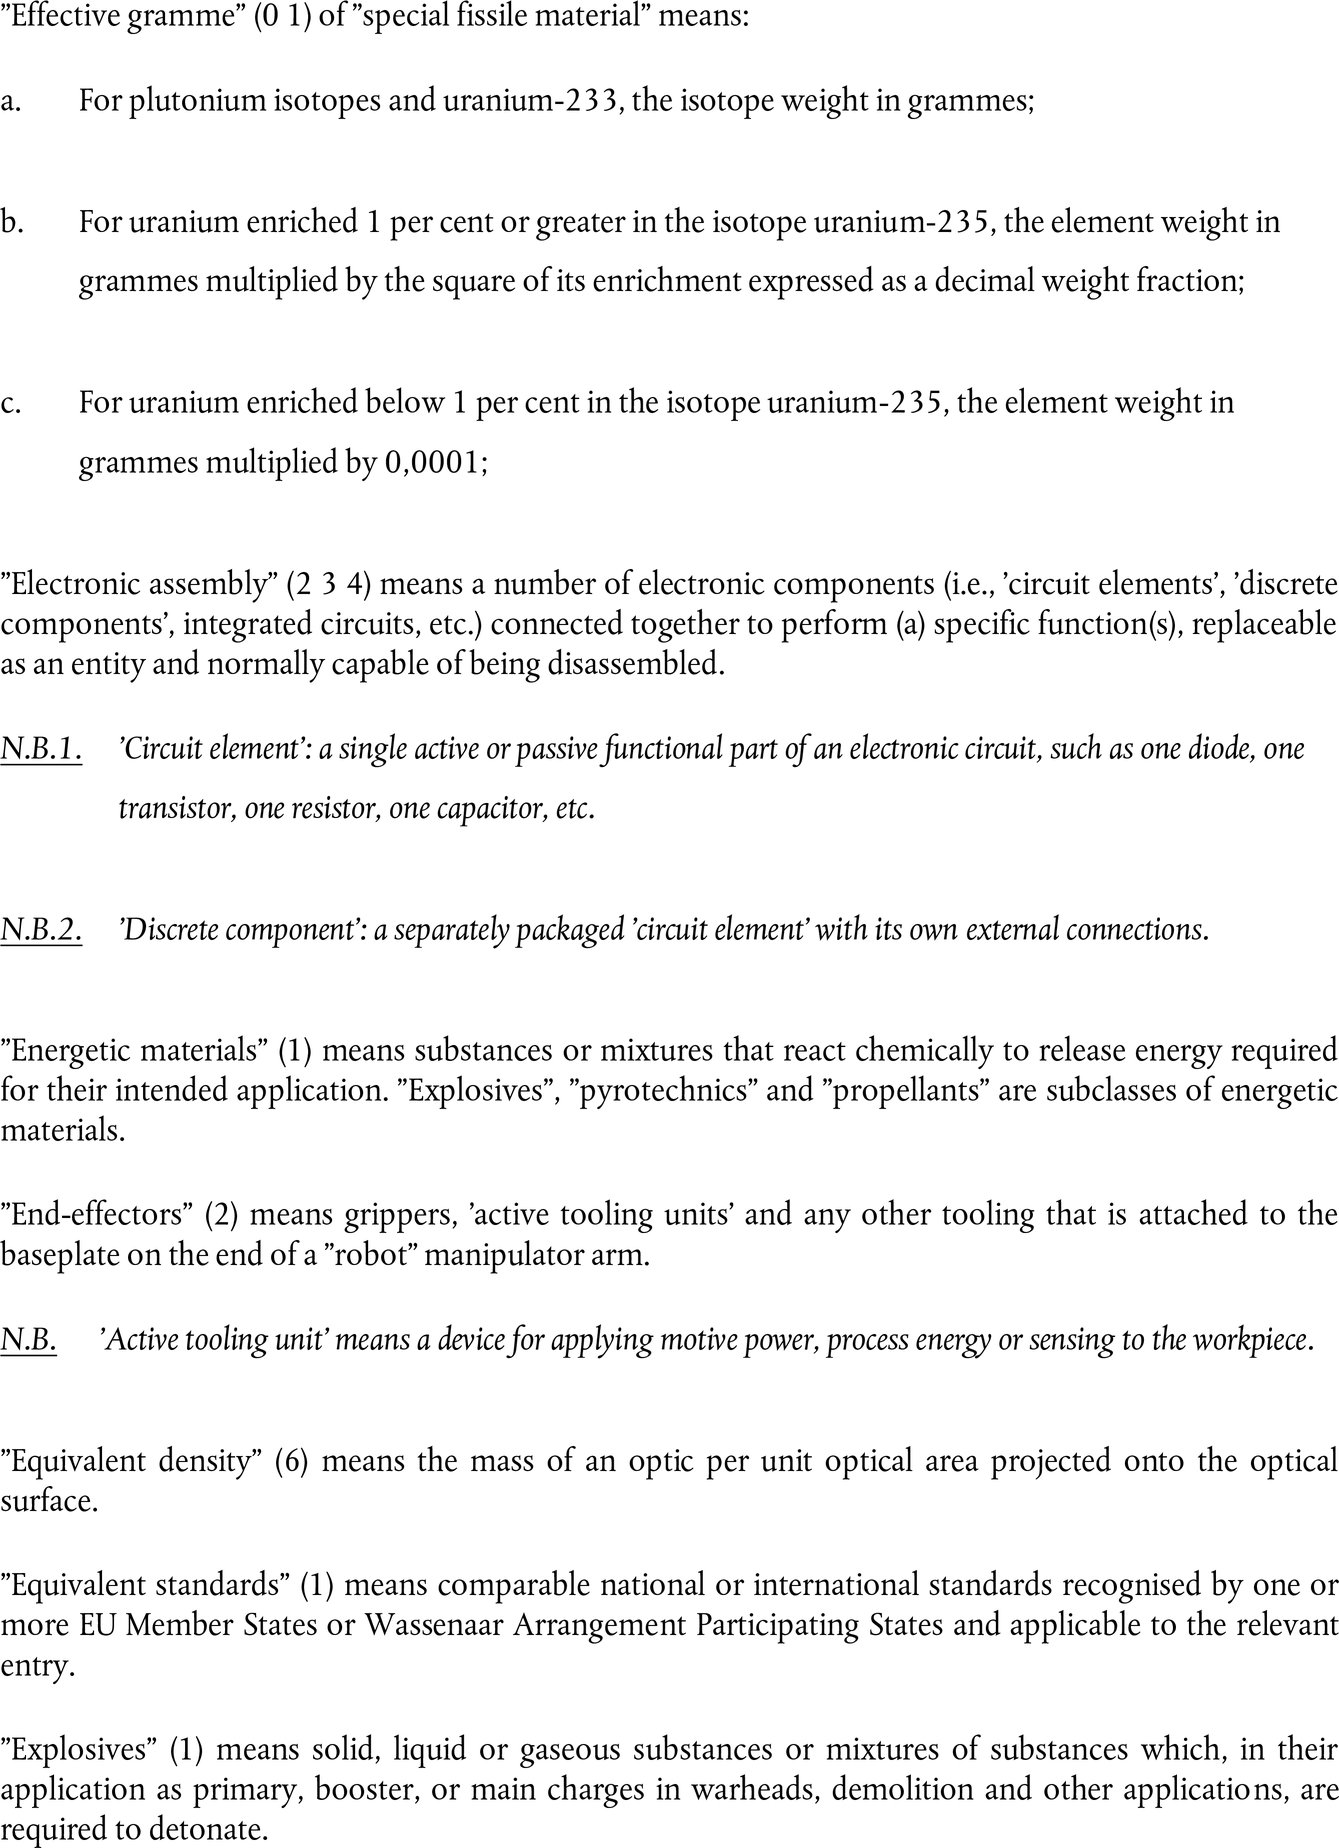 ”Effective gramme” (0 1) of ”special fissile material” means:
a. For plutonium isotopes and uranium-233, the isotope weight in grammes;
b. For uranium enriched 1 per cent or greater in the isotope uranium-235, the element weight in
grammes multiplied by the square of its enrichment expressed as a decimal weight fraction;
c. For uranium enriched below 1 per cent in the isotope uranium-235, the element weight in
grammes multiplied by 0,0001;
”Electronic assembly” (2 3 4) means a number of electronic components (i.e., ’circuit elements’, ’discrete
components’, integrated circuits, etc.) connected together to perform (a) specific function(s), replaceable
as an entity and normally capable of being disassembled.
N.B.1. ’Circuit element’: a single active or passive functional part of an electronic circuit, such as one diode, one
transistor, one resistor, one capacitor, etc.
N.B.2. ’Discrete component’: a separately packaged ’circuit element’ with its own external connections.
”Energetic materials” (1) means substances or mixtures that react chemically to release energy required
for their intended application. ”Explosives”, ”pyrotechnics” and ”propellants” are subclasses of energetic
materials.
”End-effectors” (2) means grippers, ’active tooling units’ and any other tooling that is attached to the
baseplate on the end of a ”robot” manipulator arm.
N.B. ’Active tooling unit’ means a device for applying motive power, process energy or sensing to the workpiece.
”Equivalent density” (6) means the mass of an optic per unit optical area projected onto the optical
surface.
”Equivalent standards” (1) means comparable national or international standards recognised by one or
more EU Member States or Wassenaar Arrangement Participating States and applicable to the relevant
entry.
”Explosives” (1) means solid, liquid or gaseous substances or mixtures of substances which, in their
application as primary, booster, or main charges in warheads, demolition and other applications, are
required to detonate.